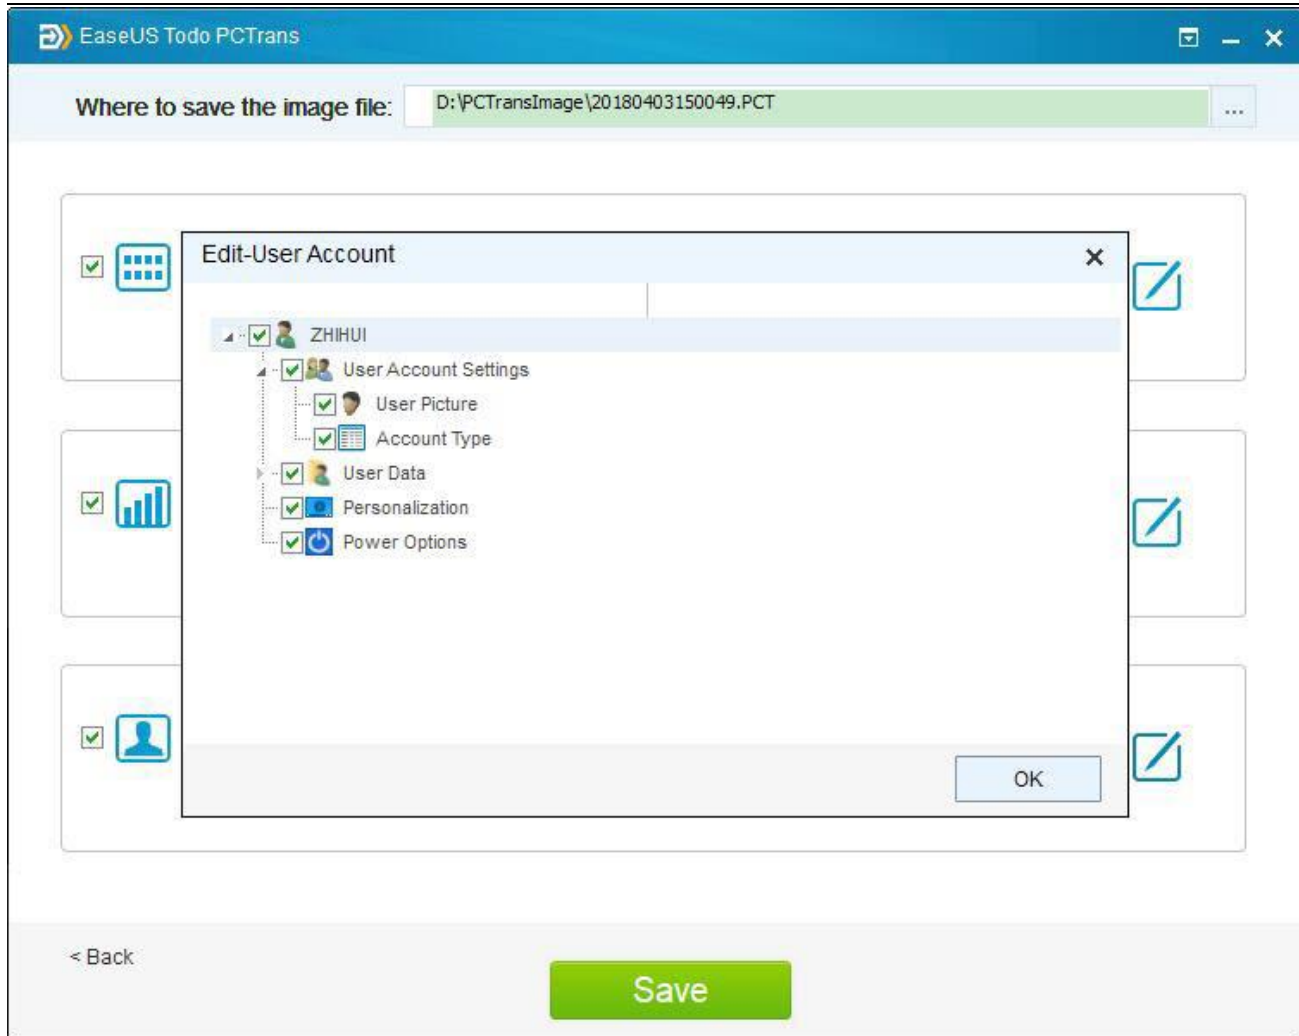 EaseUS Todo PCTrans
Where to save the image file: D:\PCTransImage\20180403150049.PCT ...
Edit-User Account
ZHIHUI
User Account Settings
User Picture
Account Type
User Data
Personalization
Power Options
OK
< Back
Save